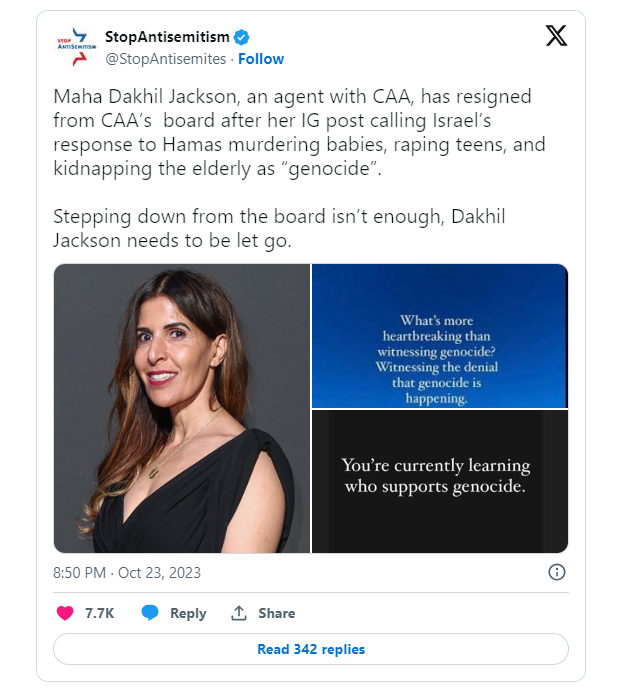 STOP
ANTISEMITISM
StopAntisemitism
@StopAntisemites · Follow
Maha Dakhil Jackson, an agent with CAA, has resigned
from CAA's  board after her IG post calling Israel's
response to Hamas murdering babies, raping teens, and
kidnapping the elderly as “genocide”.
Stepping down from the board isn't enough, Dakhil
Jackson needs to be let go.
What's more
heartbreaking than
witnessing genocide?
Witnessing the denial
that genocide is
happening.
You're currently learning
who supports genocide.
8:50 PM · Oct 23, 2023
7.7K Reply Share
Read 342 replies